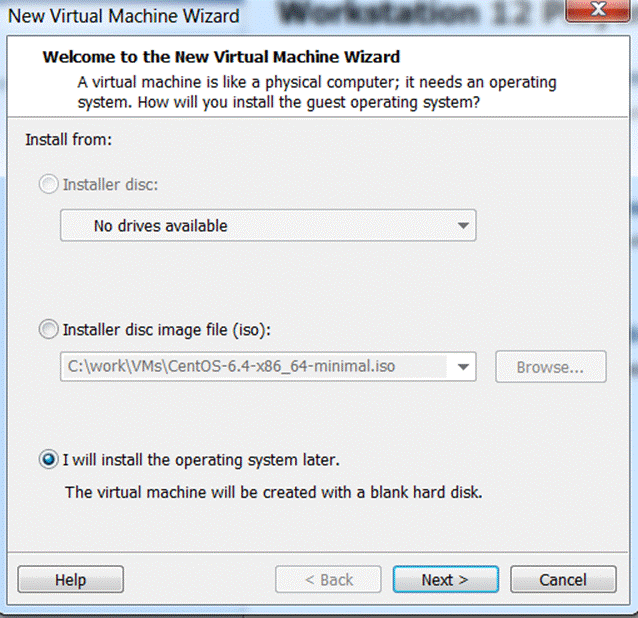 New Virtual Machine Wizard
Workstation 12
Welcome to the New Virtual Machine Wizard
A virtual machine is like a physical computer; it needs an operating
system. How will you install the guest operating system?
Install from:
Installer disc:
No drives available
Installer disc image file (iso):
C:\work\VMs\CentOS-6.4-x86_64-minimal.iso
Browse...
I will install the operating system later.
The virtual machine will be created with a blank hard disk.
Help
< Back
Next >
Cancel